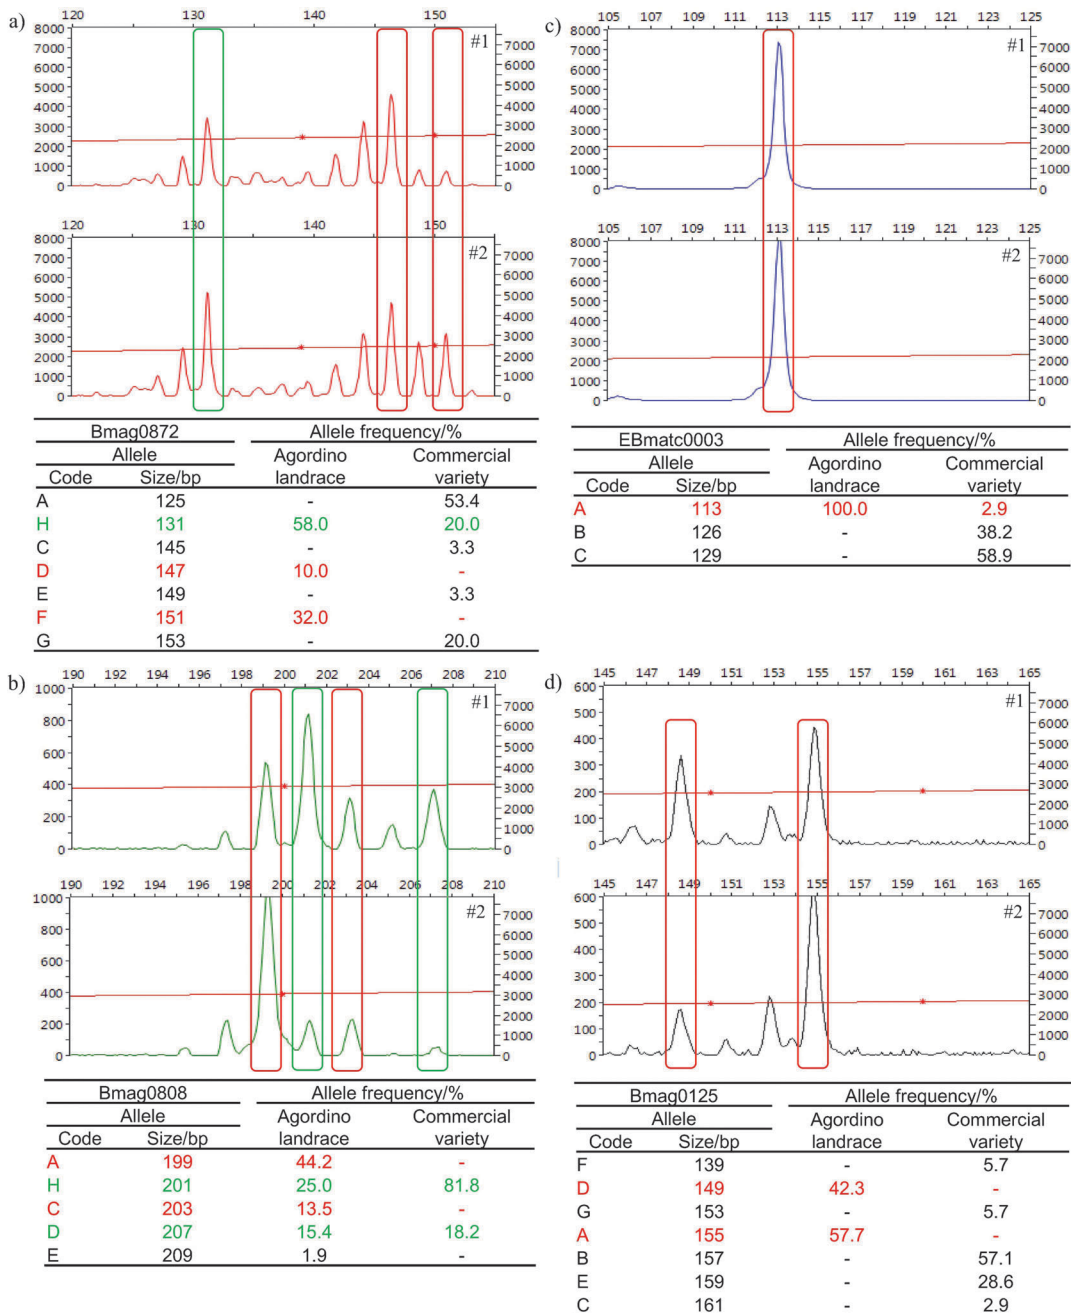 a)
120 130 140 150
#1
8000 7000
7000 6000
6000 5000
5000 4000
4000 3000
3000 2000
2000 1000
1000 0
0
120 130 140 150
#2
8000 7000
7000 6000
6000 5000
5000 4000
4000 3000
3000 2000
2000 1000
1000 0
0
Bmag0872 Allele frequency/%
Allele Agordino Commercial
Code Size/bp landrace variety
A 125 - 53.4
H 131 58.0 20.0
C 145 - 3.3
D 147 10.0 -
E 149 - 3.3
F 151 32.0 -
G 153 - 20.0
c)
105 107 109 111 113 115 117 119 121 123 125
#1
8000 7000
7000 6000
6000 5000
5000 4000
4000 3000
3000 2000
2000 1000
1000 0
0
105 107 109 111 113 115 117 119 121 123 125
#2
8000 7000
7000 6000
6000 5000
5000 4000
4000 3000
3000 2000
2000 1000
1000 0
0
EBmatc0003 Allele frequency/%
Allele Agordino Commercial
Code Size/bp landrace variety
A 113 100.0 2.9
B 126 - 38.2
C 129 - 58.9
b)
190 192 194 196 198 200 202 204 206 208 210
#1
1000 7000
800 6000
600 5000
400 4000
200 3000
0 2000
1000
0
190 192 194 196 198 200 202 204 206 208 210
#2
1000 7000
800 6000
600 5000
400 4000
200 3000
0 2000
1000
0
Bmag0808 Allele frequency/%
Allele Agordino Commercial
Code Size/bp landrace variety
A 199 44.2 -
H 201 25.0 81.8
C 203 13.5 -
D 207 15.4 18.2
E 209 1.9 -
d)
145 147 149 151 153 155 157 159 161 163 165
#1
600 7000
500 6000
400 5000
300 4000
200 3000
100 2000
0 1000
0
145 147 149 151 153 155 157 159 161 163 165
#2
600 7000
500 6000
400 5000
300 4000
200 3000
100 2000
0 1000
0
Bmag0125 Allele frequency/%
Allele Agordino Commercial
Code Size/bp landrace variety
F 139 - 5.7
D 149 42.3 -
G 153 - 5.7
A 155 57.7 -
B 157 - 57.1
E 159 - 28.6
C 161 - 2.9